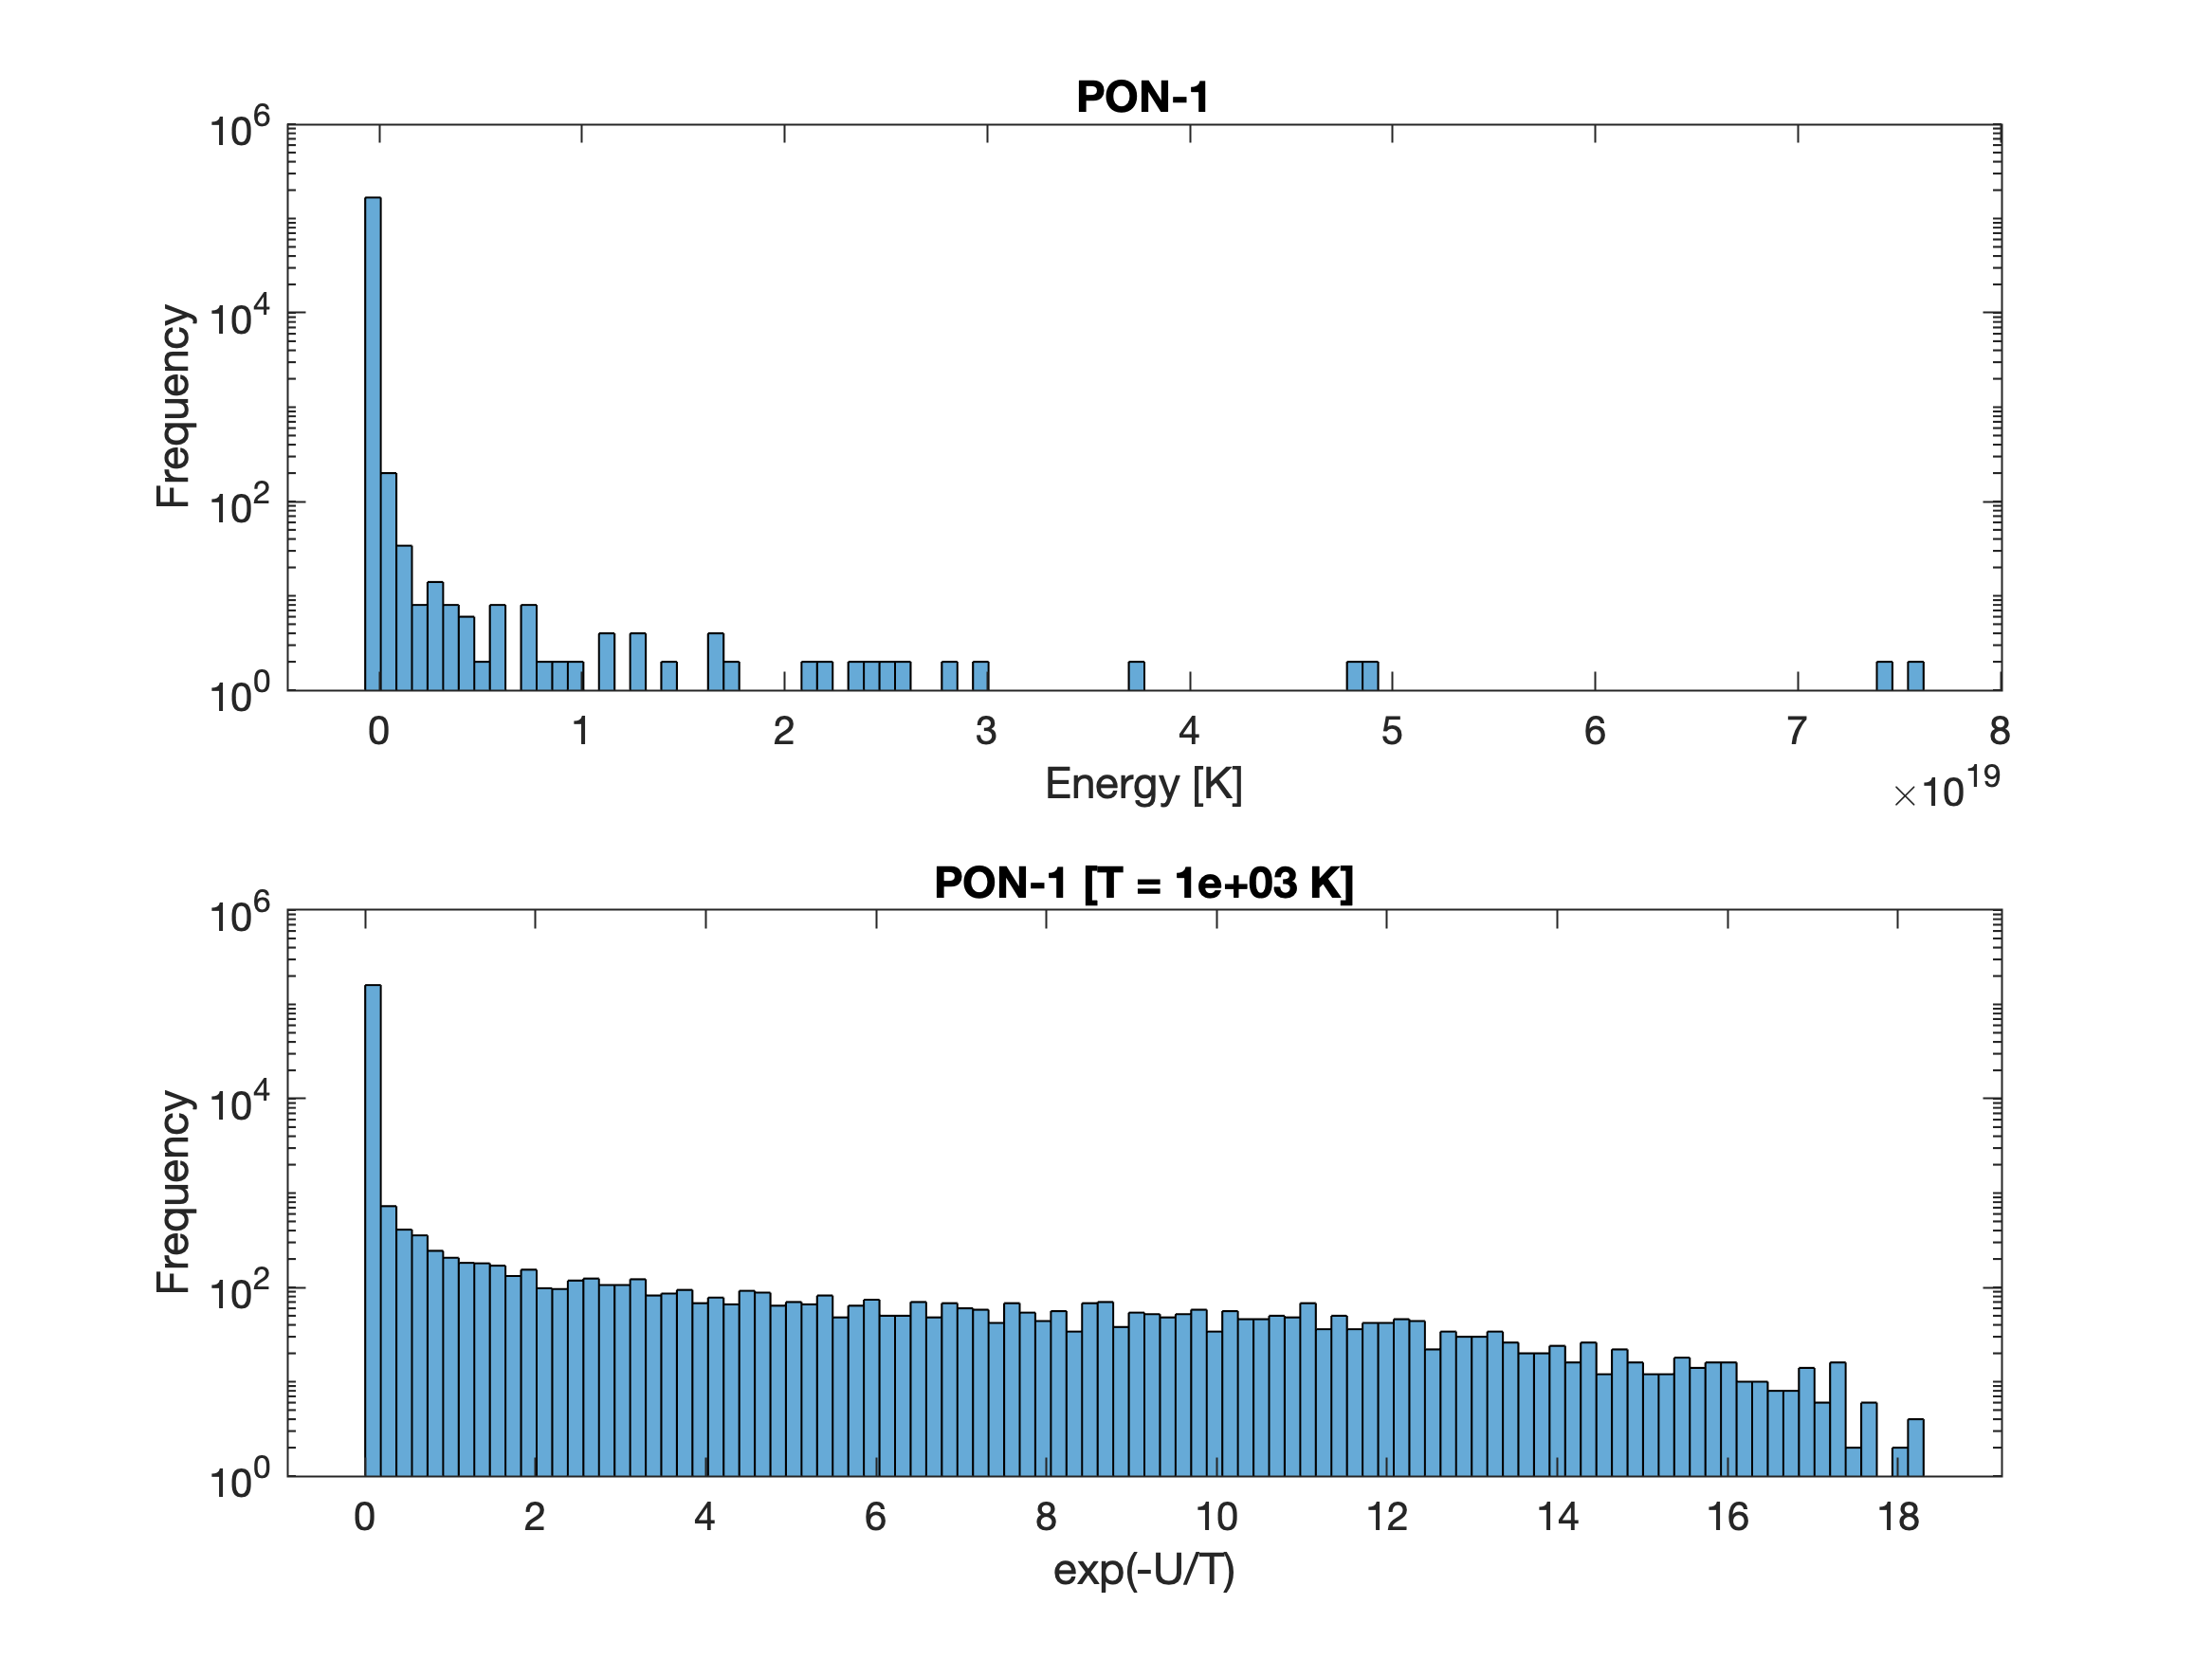 PON-1
10^6
10^4
10^2
10^0
Frequency
0 1 2 3 4 5 6 7 8
Energy [K]
×10^19
PON-1 [T = 1e+03 K]
10^6
10^4
10^2
10^0
Frequency
0 2 4 6 8 10 12 14 16 18
exp(-U/T)